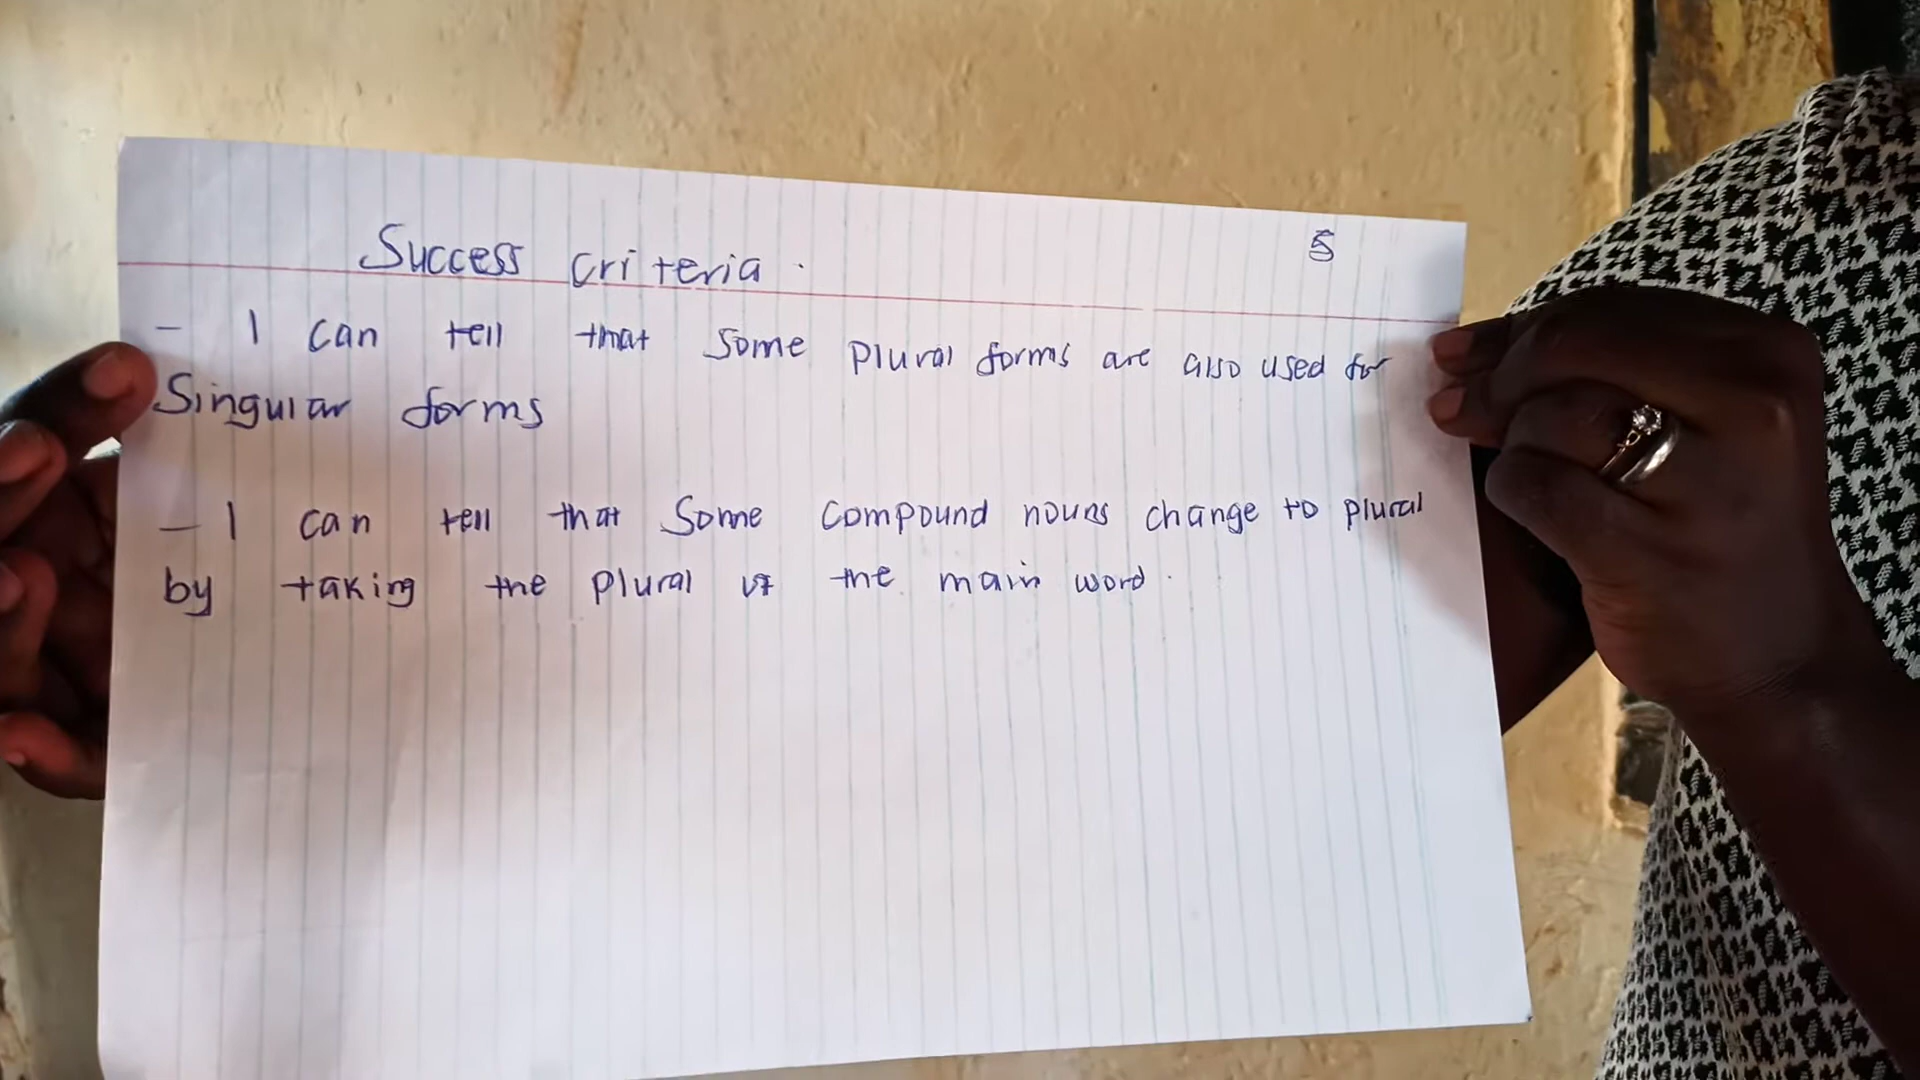 Success criteria.
5
- I can tell that some plural forms are also used for
Singular forms
- I can tell that some compound nouns change to plural
by taking the plural of the main word.